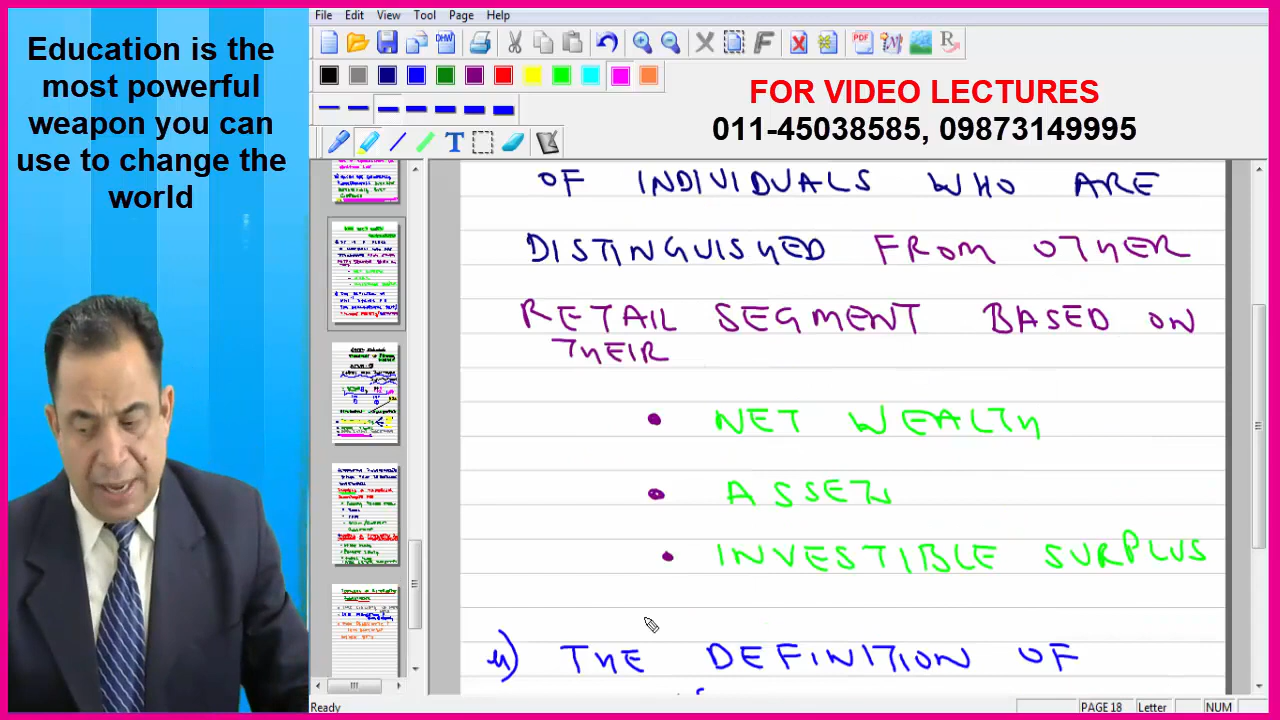 Education is the
most powerful
weapon you can
use to change the
world
File Edit View Tool Page Help
FOR VIDEO LECTURES
011-45038585, 09873149995
OF INDIVIDUALS WHO ARE
DISTINGUISHED FROM OTHER
RETAIL SEGMENT BASED ON
THEIR
• NET WEALTH
• ASSETS
• INVESTIBLE SURPLUS
THE DEFINITION OF
Ready PAGE 18 Letter NUM